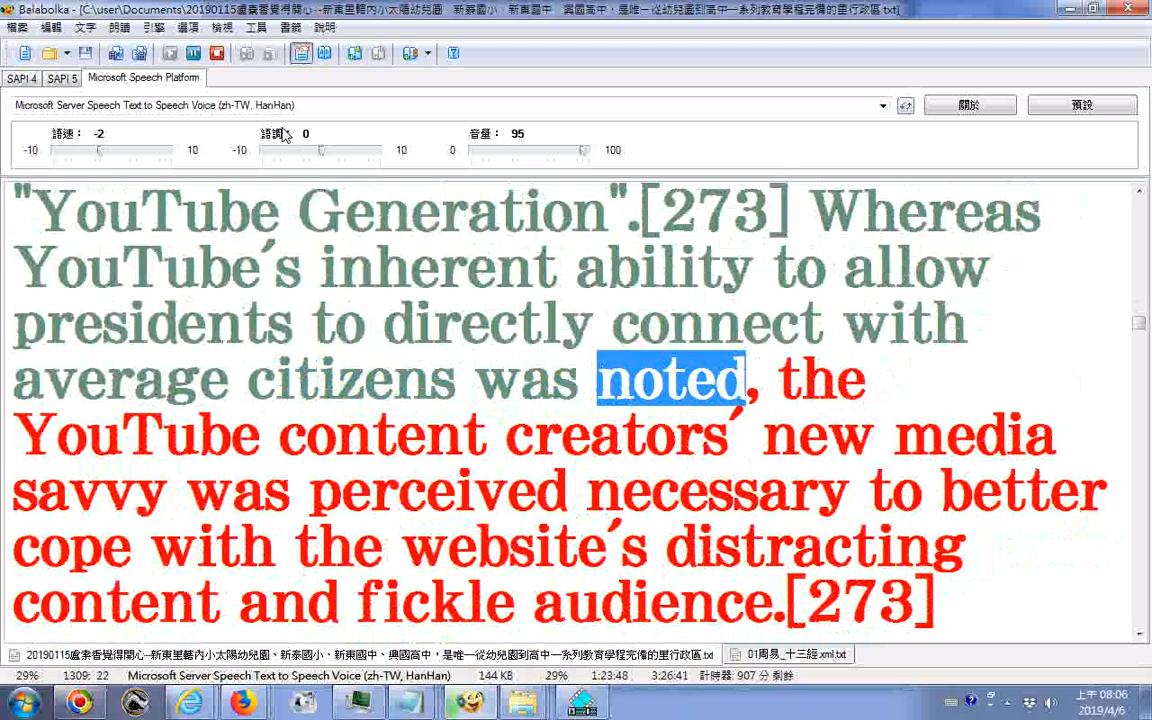 Balabolka - [C:\user\Documents\20190115盧素香覺得開心--新東里轄內小太陽幼兒園、新泰國小、新東國中、興國高中，是唯一從幼兒園到高中一系列教育學程完備的里行政區.txt]
檔案 編輯 文字 朗讀 引擎 選項 檢視 工具 書籤 說明
SAPI 4 SAPI 5 Microsoft Speech Platform
Microsoft Server Speech Text to Speech Voice (zh-TW, HanHan) 關於 預設
語速： -2 語調： 0 音量： 95
-10 10 -10 10 0 100
"YouTube Generation".[273] Whereas
YouTube's inherent ability to allow
presidents to directly connect with
average citizens was noted, the
YouTube content creators' new media
savvy was perceived necessary to better
cope with the website's distracting
content and fickle audience.[273]
20190115盧素香覺得開心--新東里轄內小太陽幼兒園、新泰國小、新東國中、興國高中，是唯一從幼兒園到高中一系列教育學程完備的里行政區.txt 01周易_十三經.xml.txt
29% 1309: 22 Microsoft Server Speech Text to Speech Voice (zh-TW, HanHan) 144 KB 29% 1:23:48 3:26:41 計時器: 907 分 剩餘
上午 08:06
2019/4/6